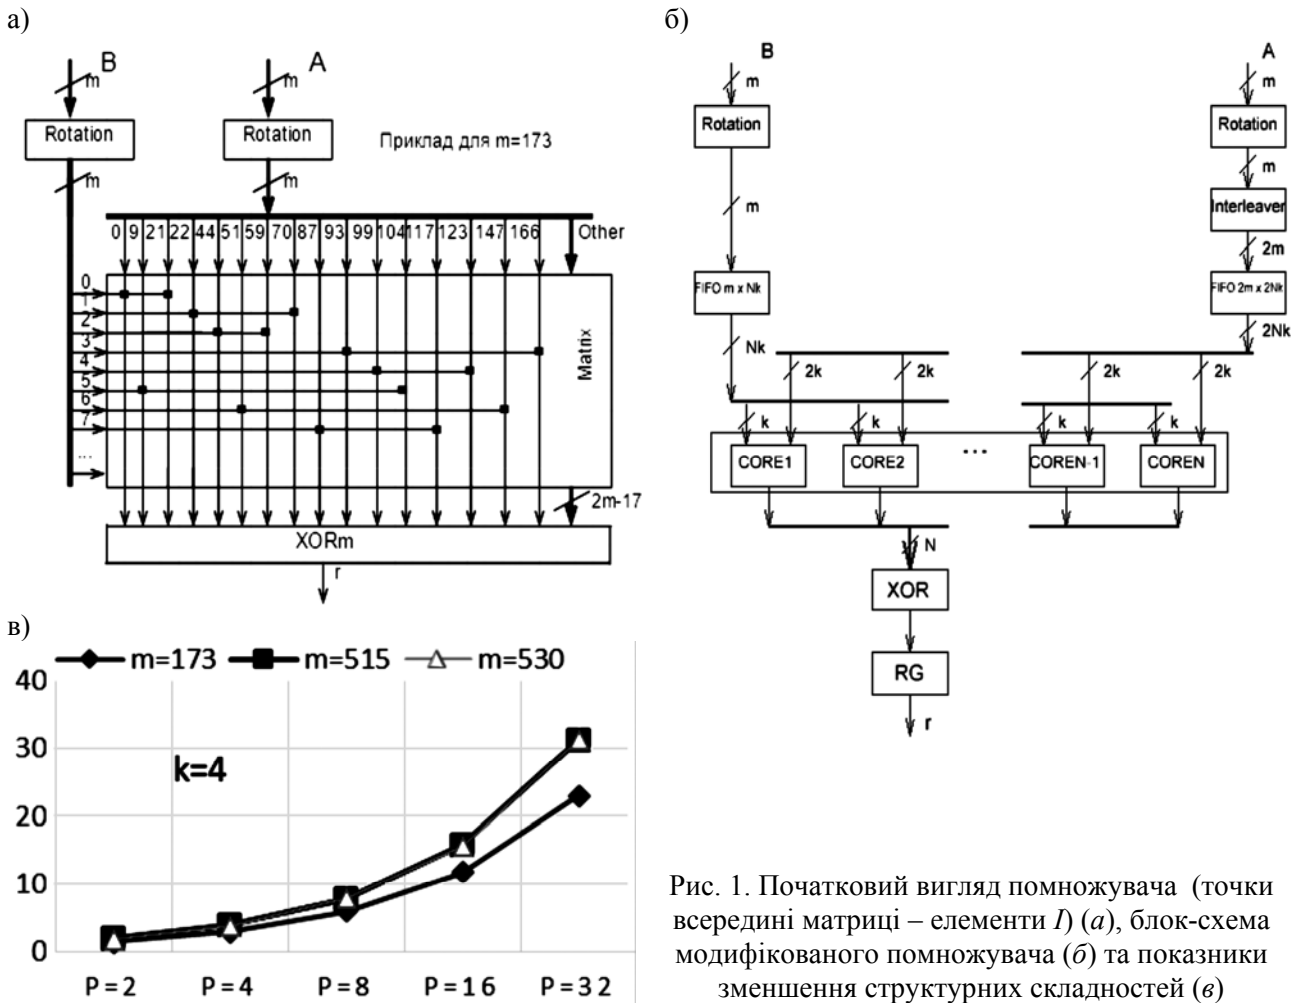 а)
B
A
m
m
Rotation
Rotation
Приклад для m=173
m
m
0 9 21 22 44 51 59 70 87 93 99 104 117 123 147 166
Other
0
1
2
3
4
5
6
7
...
Matrix
2m-17
XORm
r
б)
B
A
m
m
Rotation
Rotation
m
Interleaver
m
2m
FIFO m x Nk
FIFO 2m x 2Nk
Nk
2Nk
2k
2k
2k
2k
k
k
k
k
CORE1
CORE2
...
COREN-1
COREN
N
XOR
RG
r
в)
m=173
m=515
m=530
40
30
20
10
0
k=4
P=2
P=4
P=8
P=16
P=32
Рис. 1. Початковий вигляд помножувача (точки
всередині матриці – елементи I) (а), блок-схема
модифікованого помножувача (б) та показники
зменшення структурних складностей (в)